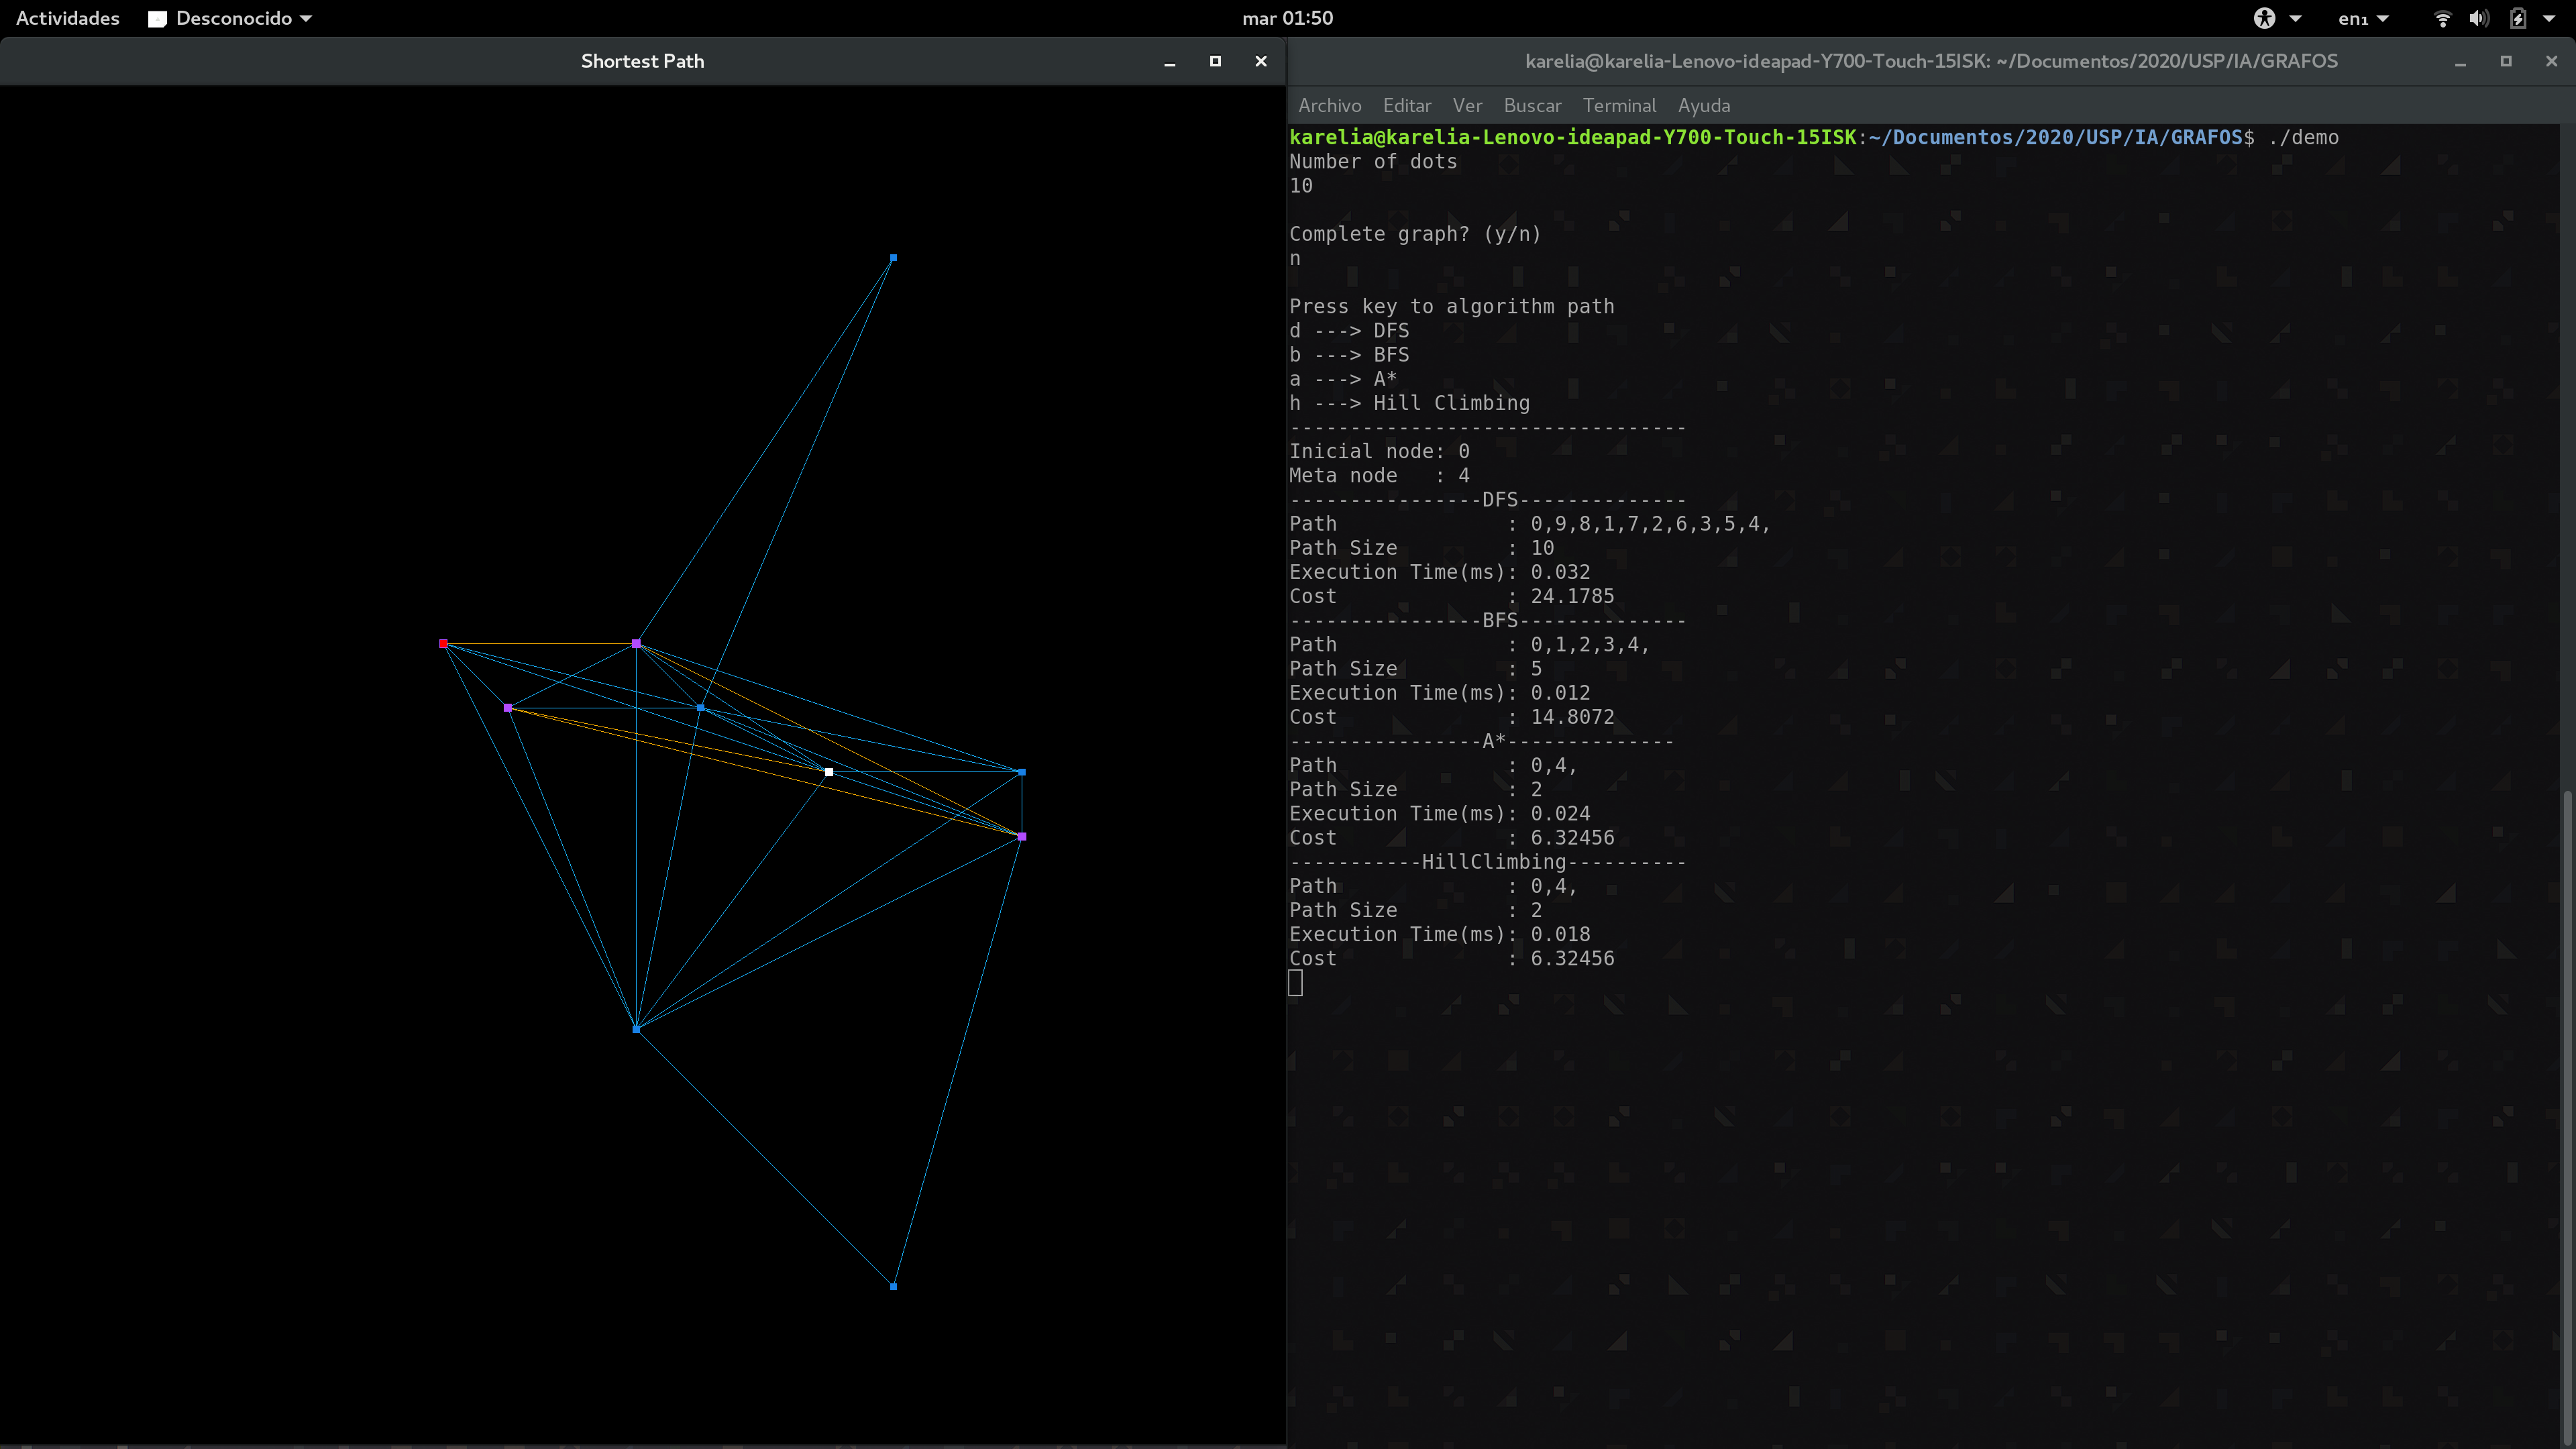 Actividades Desconocido mar 01:50 en₁
Shortest Path
karelia@karelia-Lenovo-ideapad-Y700-Touch-15ISK: ~/Documentos/2020/USP/IA/GRAFOS
Archivo Editar Ver Buscar Terminal Ayuda
karelia@karelia-Lenovo-ideapad-Y700-Touch-15ISK:~/Documentos/2020/USP/IA/GRAFOS$ ./demo
Number of dots
10
Complete graph? (y/n)
n
Press key to algorithm path
d ---> DFS
b ---> BFS
a ---> A*
h ---> Hill Climbing
---------------------------------
Inicial node: 0
Meta node   : 4
----------------DFS--------------
Path              : 0,9,8,1,7,2,6,3,5,4,
Path Size         : 10
Execution Time(ms): 0.032
Cost              : 24.1785
----------------BFS--------------
Path              : 0,1,2,3,4,
Path Size         : 5
Execution Time(ms): 0.012
Cost              : 14.8072
----------------A*--------------
Path              : 0,4,
Path Size         : 2
Execution Time(ms): 0.024
Cost              : 6.32456
-----------HillClimbing----------
Path              : 0,4,
Path Size         : 2
Execution Time(ms): 0.018
Cost              : 6.32456